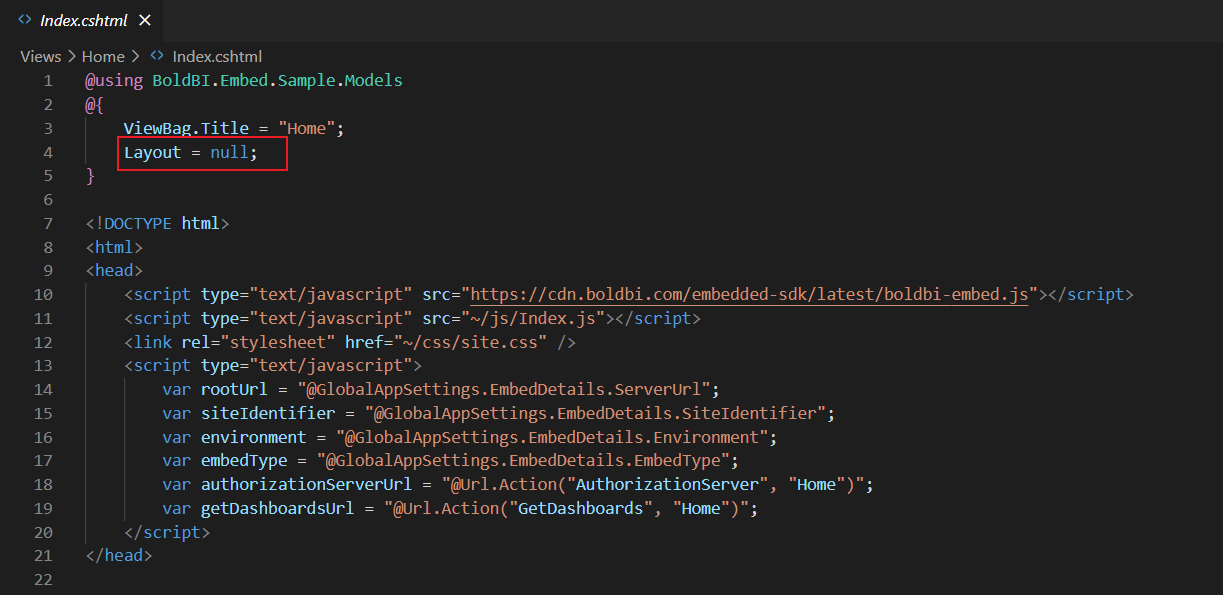 Index.cshtml
Views > Home > Index.cshtml
1 @using BoldBI.Embed.Sample.Models
2 @{
3 ViewBag.Title = "Home";
4 Layout = null;
5 }
6
7 <!DOCTYPE html>
8 <html>
9 <head>
10 <script type="text/javascript" src="https://cdn.boldbi.com/embedded-sdk/latest/boldbi-embed.js"></script>
11 <script type="text/javascript" src="~/js/Index.js"></script>
12 <link rel="stylesheet" href="~/css/site.css" />
13 <script type="text/javascript">
14 var rootUrl = "@GlobalAppSettings.EmbedDetails.ServerUrl";
15 var siteIdentifier = "@GlobalAppSettings.EmbedDetails.SiteIdentifier";
16 var environment = "@GlobalAppSettings.EmbedDetails.Environment";
17 var embedType = "@GlobalAppSettings.EmbedDetails.EmbedType";
18 var authorizationServerUrl = "@Url.Action("AuthorizationServer", "Home")";
19 var getDashboardsUrl = "@Url.Action("GetDashboards", "Home")";
20 </script>
21 </head>
22